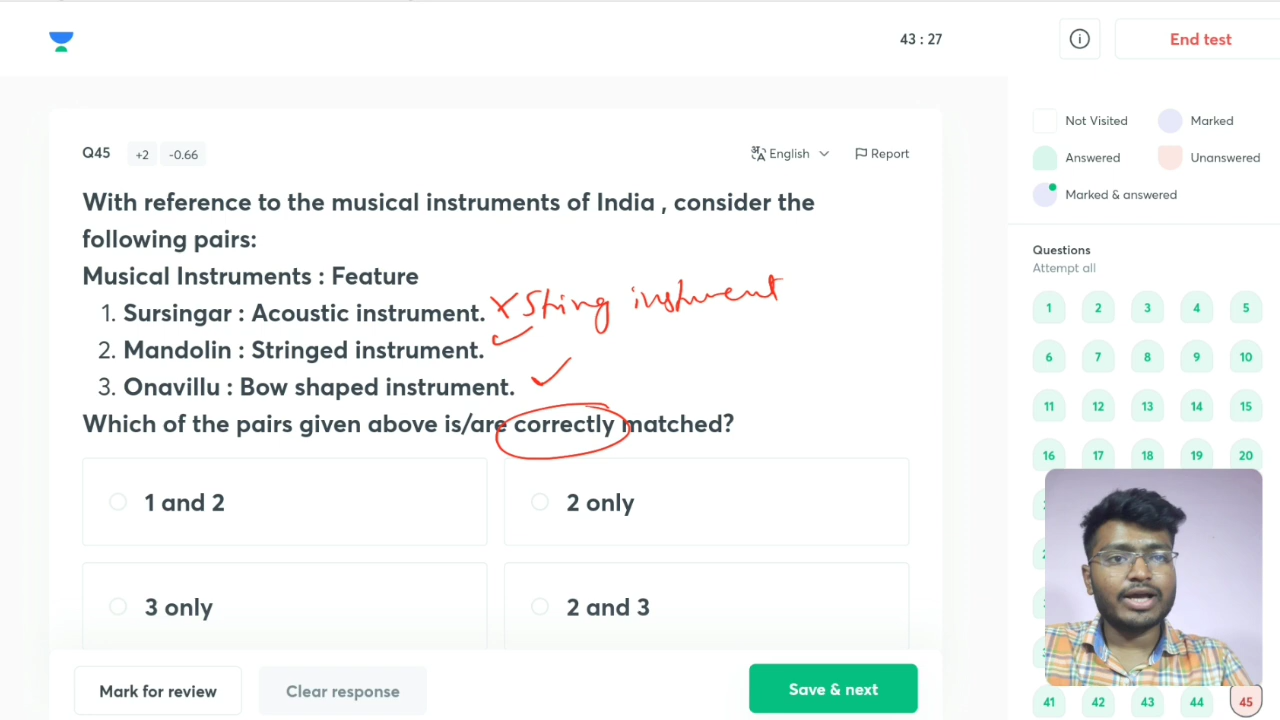 43 : 27
End test
Q45 +2 -0.66 English Report
With reference to the musical instruments of India , consider the
following pairs:
Musical Instruments : Feature
1. Sursingar : Acoustic instrument. String instrument
2. Mandolin : Stringed instrument.
3. Onavillu : Bow shaped instrument.
Which of the pairs given above is/are correctly matched?
1 and 2
2 only
3 only
2 and 3
Mark for review
Clear response
Save & next
Not Visited Marked
Answered Unanswered
Marked & answered
Questions
Attempt all
1 2 3 4 5
6 7 8 9 10
11 12 13 14 15
16 17 18 19 20
41 42 43 44 45